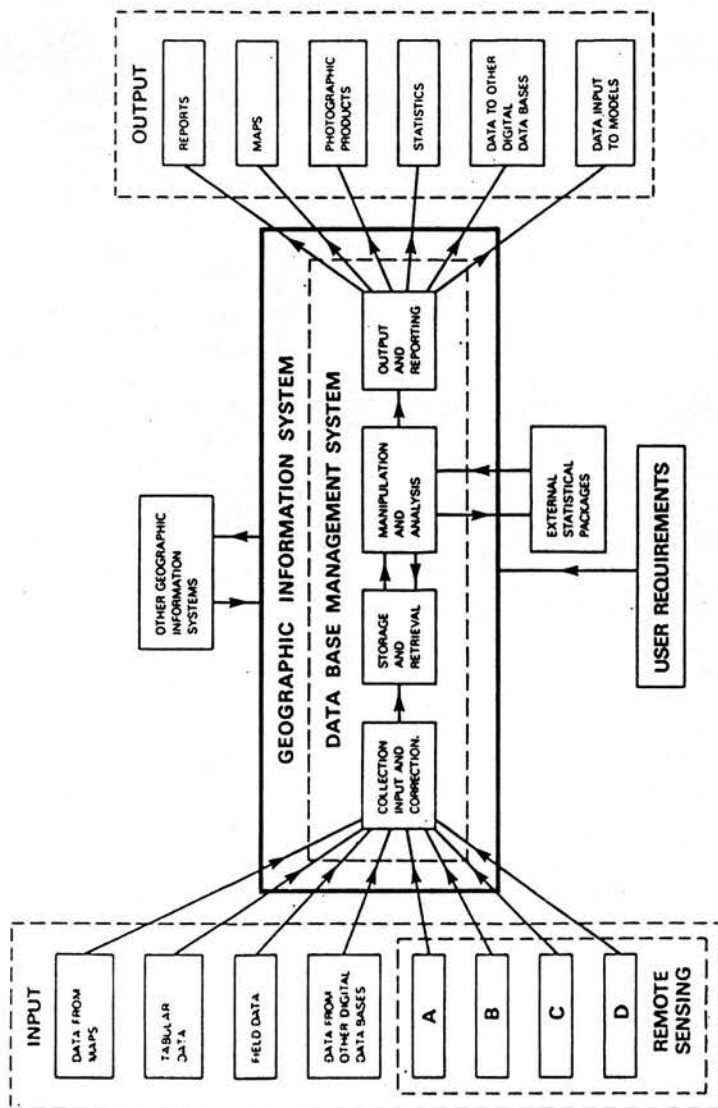 INPUT
DATA FROM
MAPS
TABULAR
DATA
FIELD DATA
DATA FROM
OTHER DIGITAL
DATA BASES
A
B
C
D
REMOTE
SENSING
OTHER GEOGRAPHIC
INFORMATION
SYSTEMS
GEOGRAPHIC INFORMATION SYSTEM
DATA BASE MANAGEMENT SYSTEM
COLLECTION
INPUT AND
CORRECTION.
STORAGE
AND
RETRIEVAL
MANIPULATION
AND
ANALYSIS
OUTPUT
AND
REPORTING
EXTERNAL
STATISTICAL
PACKAGES
USER REQUIREMENTS
OUTPUT
REPORTS
MAPS
PHOTOGRAPHIC
PRODUCTS
STATISTICS
DATA TO OTHER
DIGITAL
DATA BASES
DATA INPUT
TO MODELS